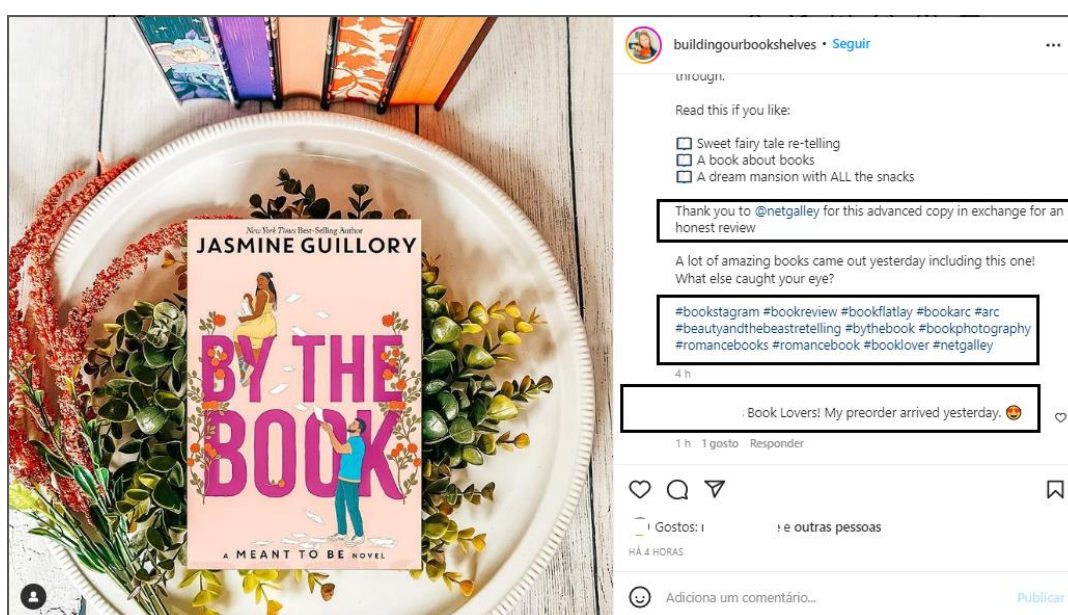 New York Times Best-Selling Author
JASMINE GUILLORY
BY THE
BOOK
A MEANT TO BE NOVEL
buildingourbookshelves • Seguir
through.
Read this if you like:
Sweet fairy tale re-telling
A book about books
A dream mansion with ALL the snacks
Thank you to @netgalley for this advanced copy in exchange for an
honest review
A lot of amazing books came out yesterday including this one!
What else caught your eye?
#bookstagram #bookreview #bookflatlay #bookarc #arc
#beautyandthebeastretelling #bythebook #bookphotography
#romancebooks #romancebook #booklover #netgalley
4 h
Book Lovers! My preorder arrived yesterday. 😍
1 h 1 gosto Responder
Gostos: e outras pessoas
HÁ 4 HORAS
Adiciona um comentário... Publicar